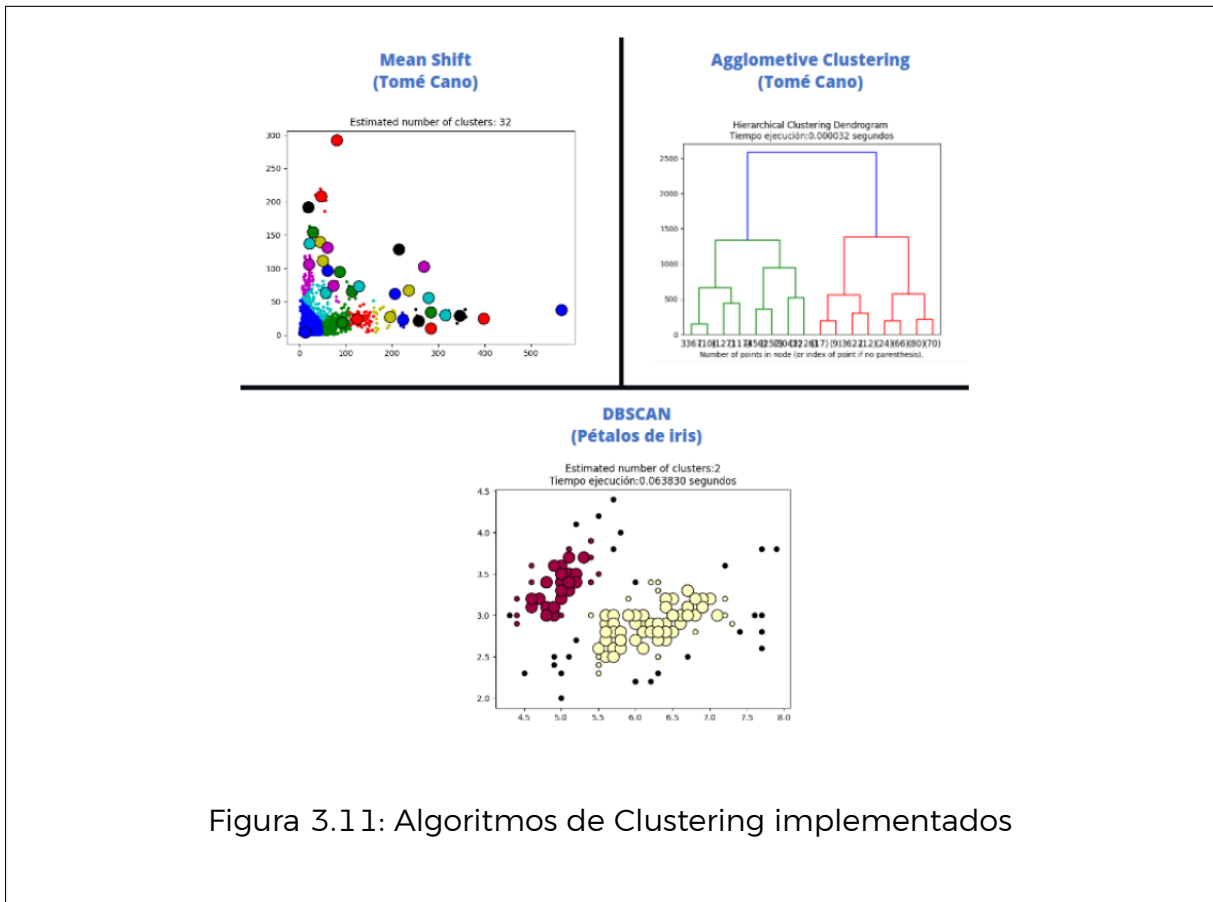 Mean Shift
(Tomé Cano)
Estimated number of clusters: 32
300
250
200
150
100
50
0
0 100 200 300 400 500
Agglometive Clustering
(Tomé Cano)
Hierarchical Clustering Dendrogram
Tiempo ejecución:0.000032 segundos
2500
2000
1500
1000
500
0
(9) (24)(66)(80)(70)
Number of points in node (or index of point if no parenthesis).
DBSCAN
(Pétalos de iris)
Estimated number of clusters:2
Tiempo ejecución:0.063830 segundos
4.5
4.0
3.5
3.0
2.5
2.0
4.5 5.0 5.5 6.0 6.5 7.0 7.5 8.0
Figura 3.11: Algoritmos de Clustering implementados